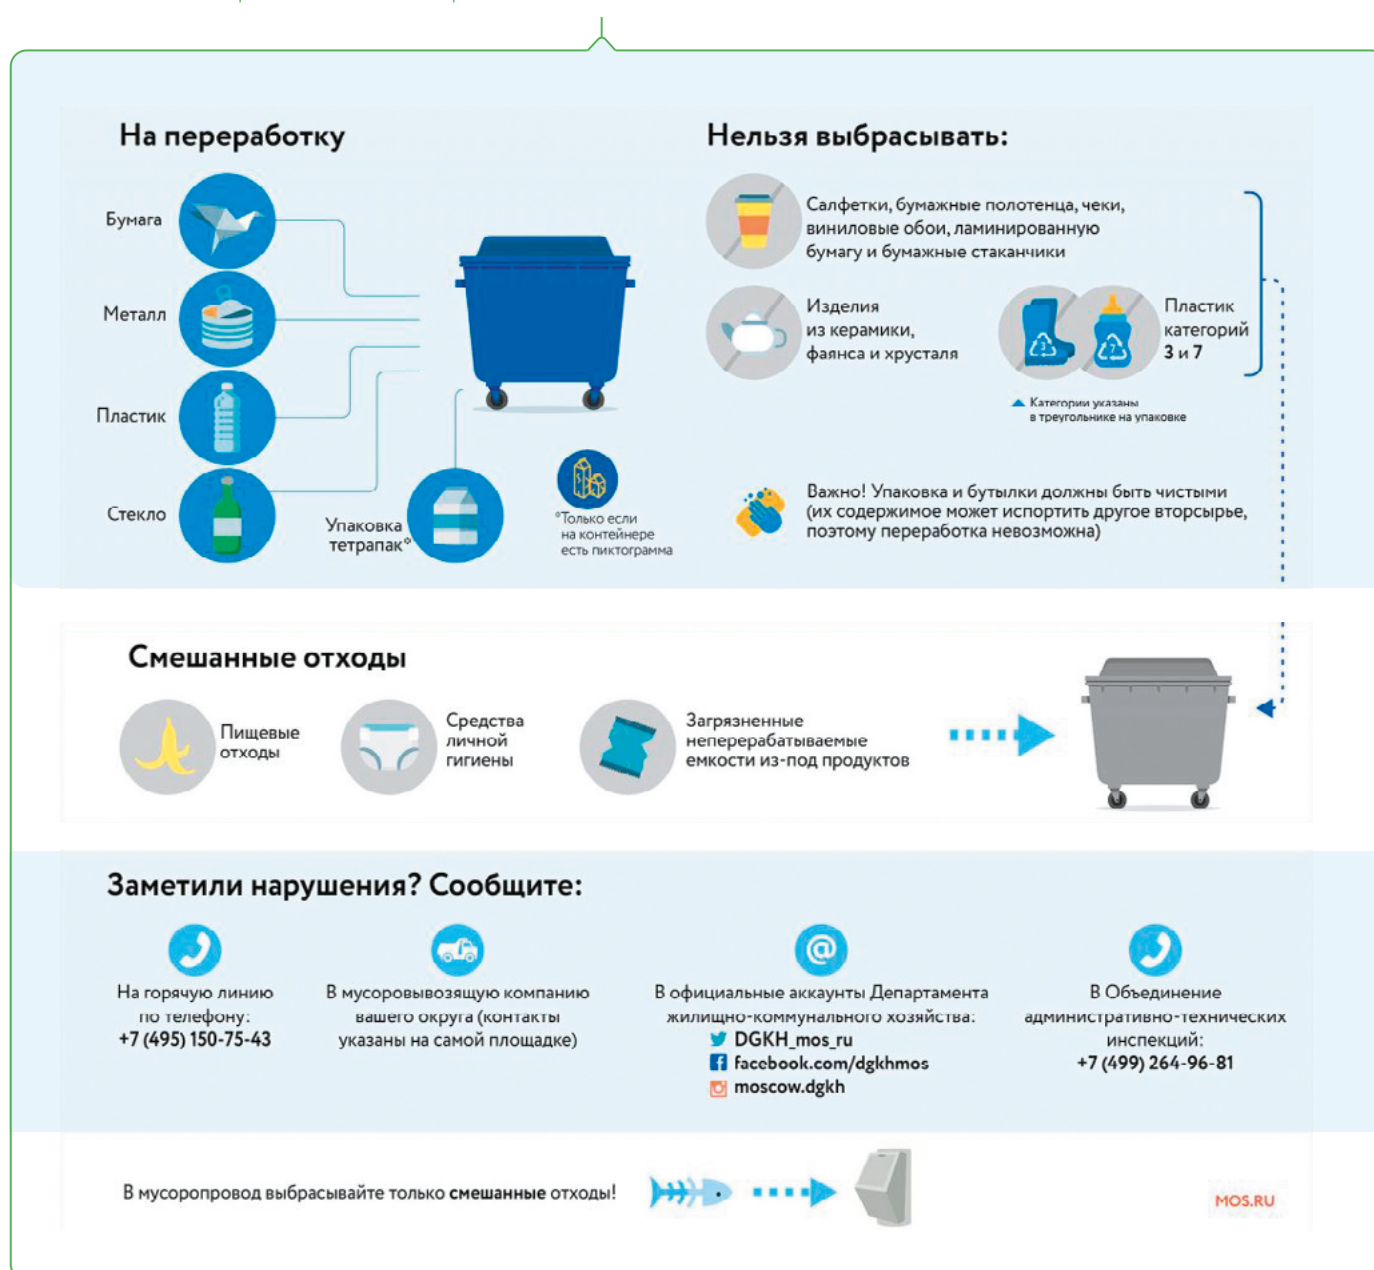 На переработку
Бумага
Металл
Пластик
Стекло
Упаковка
тетрапак*
*Только если
на контейнере
есть пиктограмма
Нельзя выбрасывать:
Салфетки, бумажные полотенца, чеки,
виниловые обои, ламинированную
бумагу и бумажные стаканчики
Изделия
из керамики,
фаянса и хрусталя
3
7
Пластик
категорий
3 и 7
Категории указаны
в треугольнике на упаковке
Важно! Упаковка и бутылки должны быть чистыми
(их содержимое может испортить другое вторсырье,
поэтому переработка невозможна)
Смешанные отходы
Пищевые
отходы
Средства
личной
гигиены
Загрязненные
неперерабатываемые
емкости из-под продуктов
Заметили нарушения? Сообщите:
На горячую линию
по телефону:
+7 (495) 150-75-43
В мусоровывозящую компанию
вашего округа (контакты
указаны на самой площадке)
@
В официальные аккаунты Департамента
жилищно-коммунального хозяйства:
DGKH_mos_ru
facebook.com/dgkhmos
moscow.dgkh
В Объединение
административно-технических
инспекций:
+7 (499) 264-96-81
В мусоропровод выбрасывайте только смешанные отходы!
MOS.RU